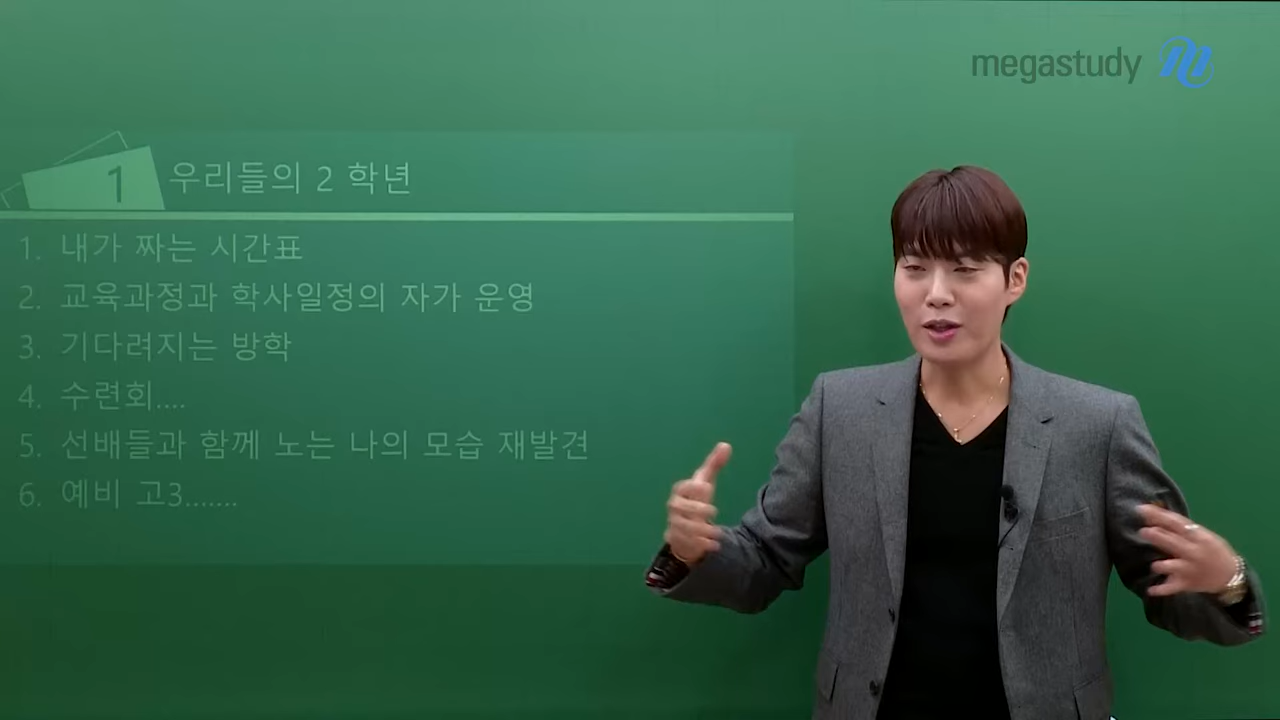 megastudy
1 우리들의 2 학년
1. 내가 짜는 시간표
2. 교육과정과 학사일정의 자가 운영
3. 기다려지는 방학
4. 수련회....
5. 선배들과 함께 노는 나의 모습 재발견
6. 예비 고3.......